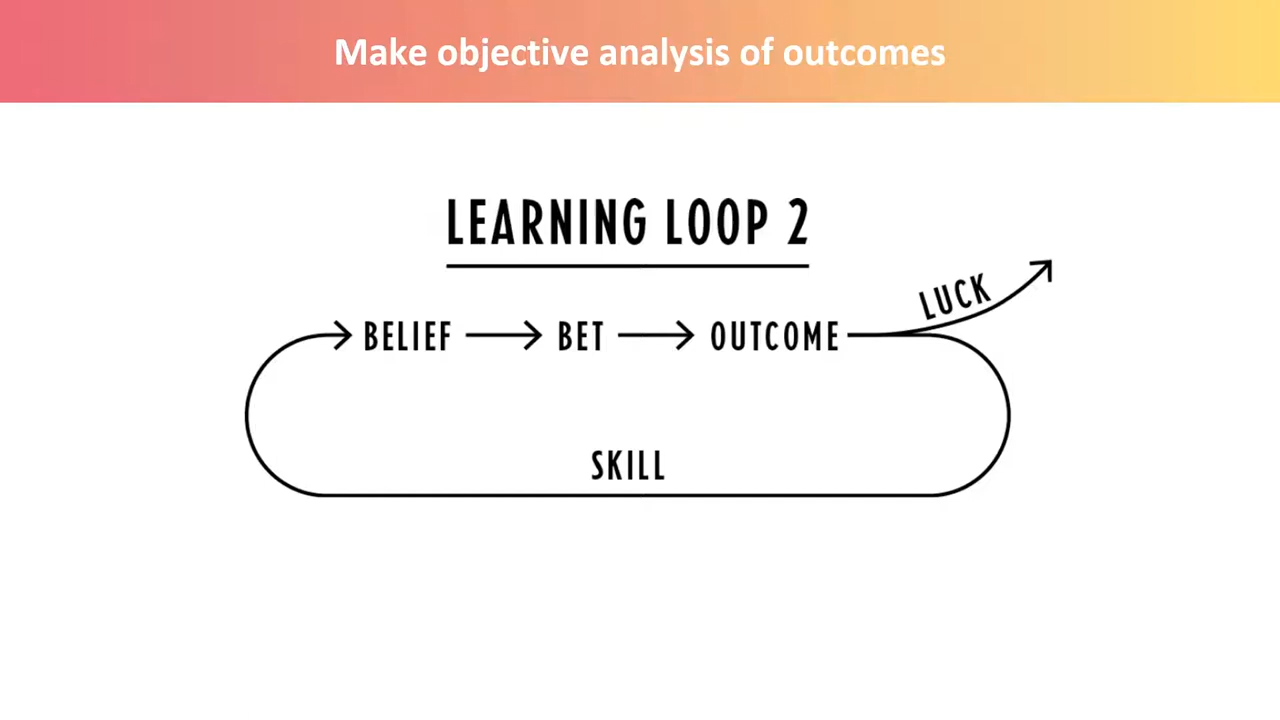 Make objective analysis of outcomes
LEARNING LOOP 2
LUCK
BELIEF BET OUTCOME
SKILL